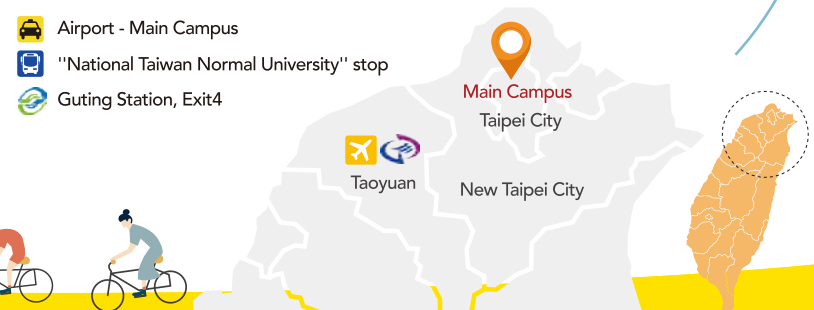 Airport - Main Campus
"National Taiwan Normal University" stop
Guting Station, Exit4
Main Campus
Taipei City
Taoyuan
New Taipei City